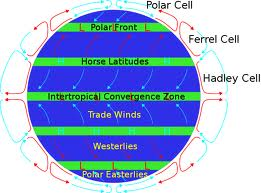 Polar Cell
Polar Front
Ferrel Cell
Horse Latitudes
Hadley Cell
Intertropical Convergence Zone
Trade Winds
Westerlies
Polar Easterlies